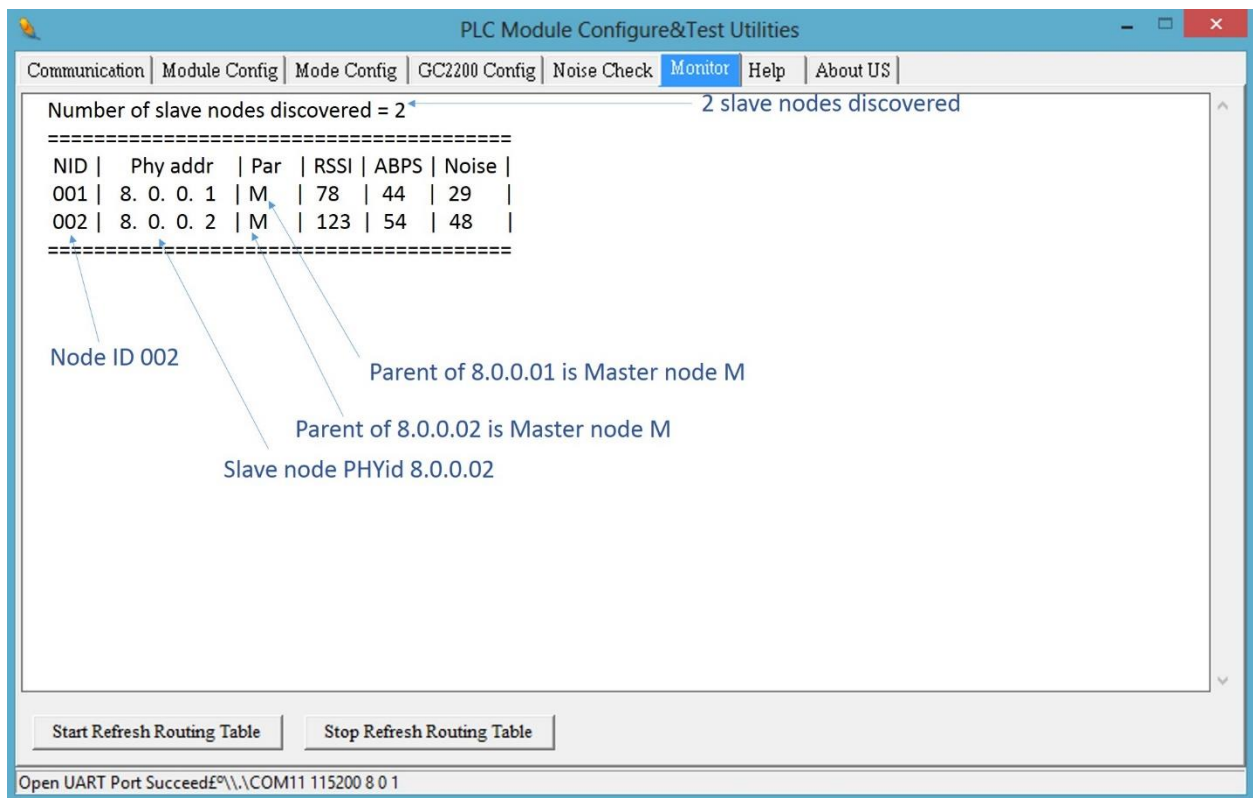 PLC Module Configure&Test Utilities
Communication Module Config Mode Config GC2200 Config Noise Check Monitor Help About US
Number of slave nodes discovered = 2 2 slave nodes discovered
========================================
NID | Phy addr | Par | RSSI | ABPS | Noise |
001 | 8. 0. 0. 1 | M | 78 | 44 | 29 |
002 | 8. 0. 0. 2 | M | 123 | 54 | 48 |
========================================
Node ID 002
Parent of 8.0.0.01 is Master node M
Parent of 8.0.0.02 is Master node M
Slave node PHYid 8.0.0.02
Start Refresh Routing Table Stop Refresh Routing Table
Open UART Port Succeed£º\\.\COM11 115200 8 0 1